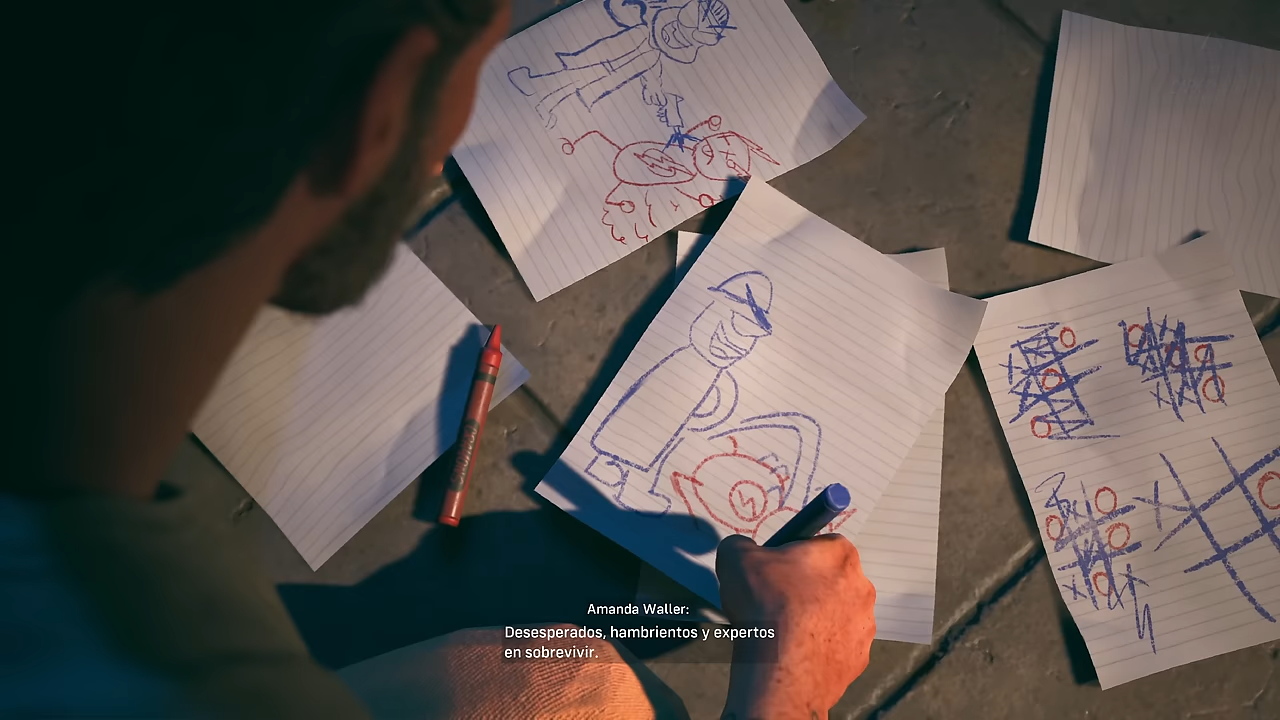 Amanda Waller:
Desesperados, hambrientos y expertos
en sobrevivir.